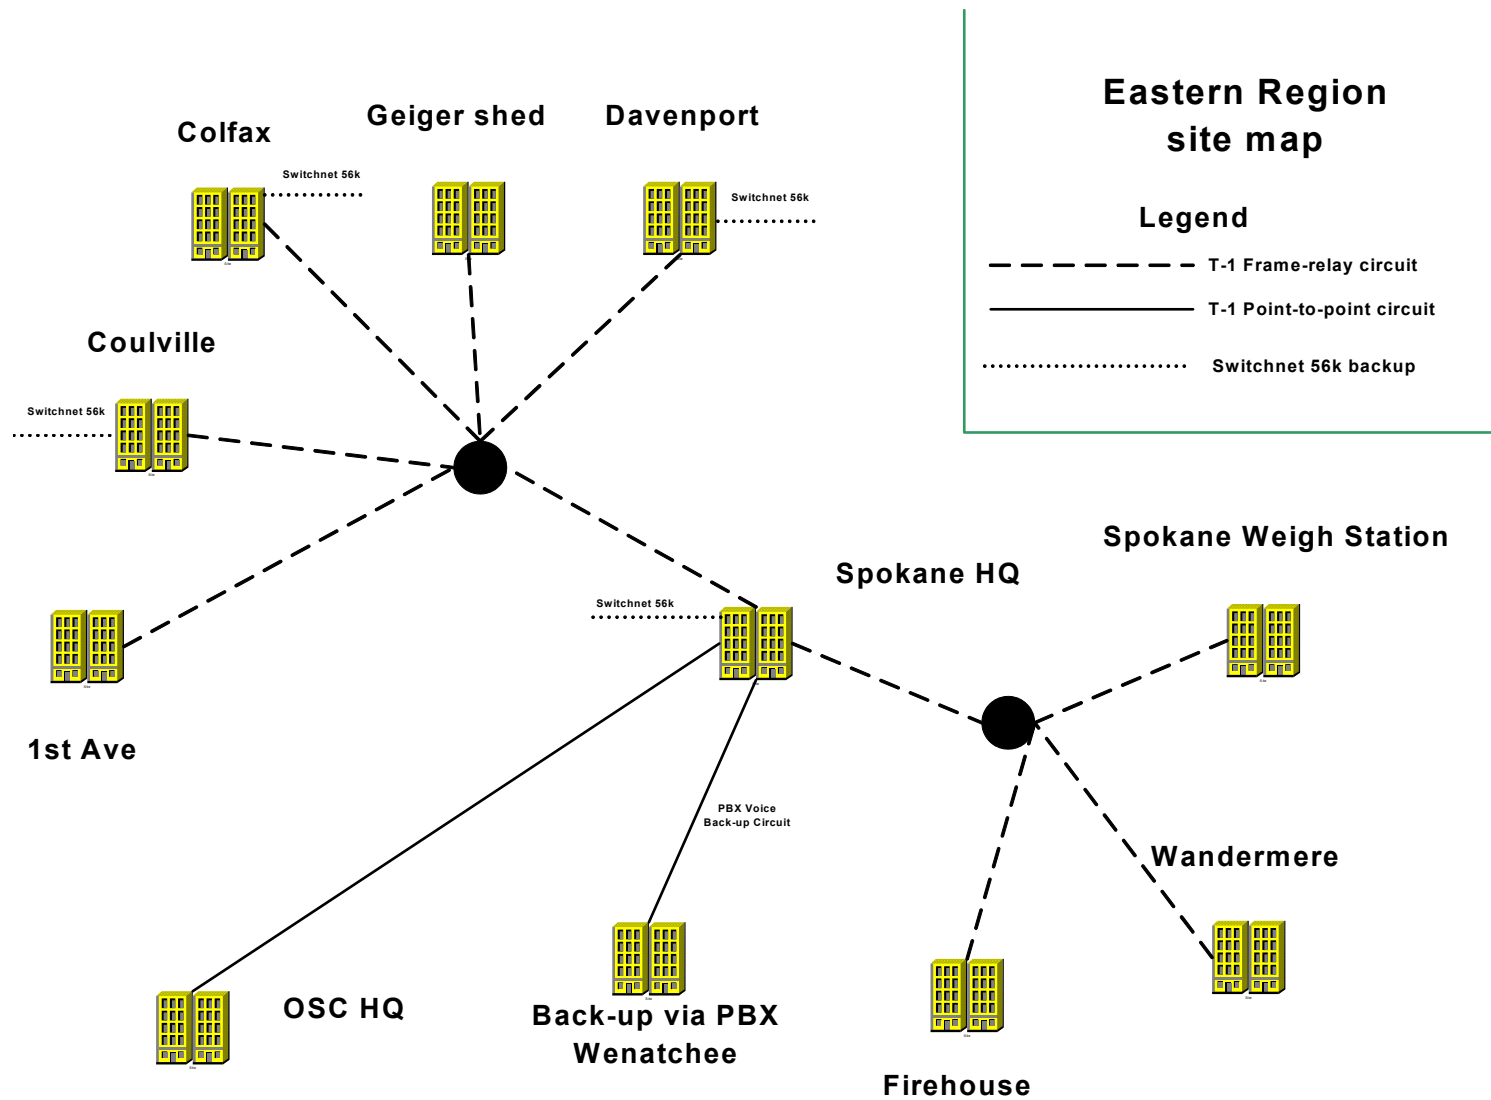 Eastern Region
site map
Legend
T-1 Frame-relay circuit
T-1 Point-to-point circuit
Switchnet 56k backup
Colfax
Geiger shed
Davenport
Switchnet 56k
Switchnet 56k
Coulville
Switchnet 56k
Spokane Weigh Station
Spokane HQ
Switchnet 56k
1st Ave
PBX Voice
Back-up Circuit
Wandermere
OSC HQ
Back-up via PBX
Wenatchee
Firehouse